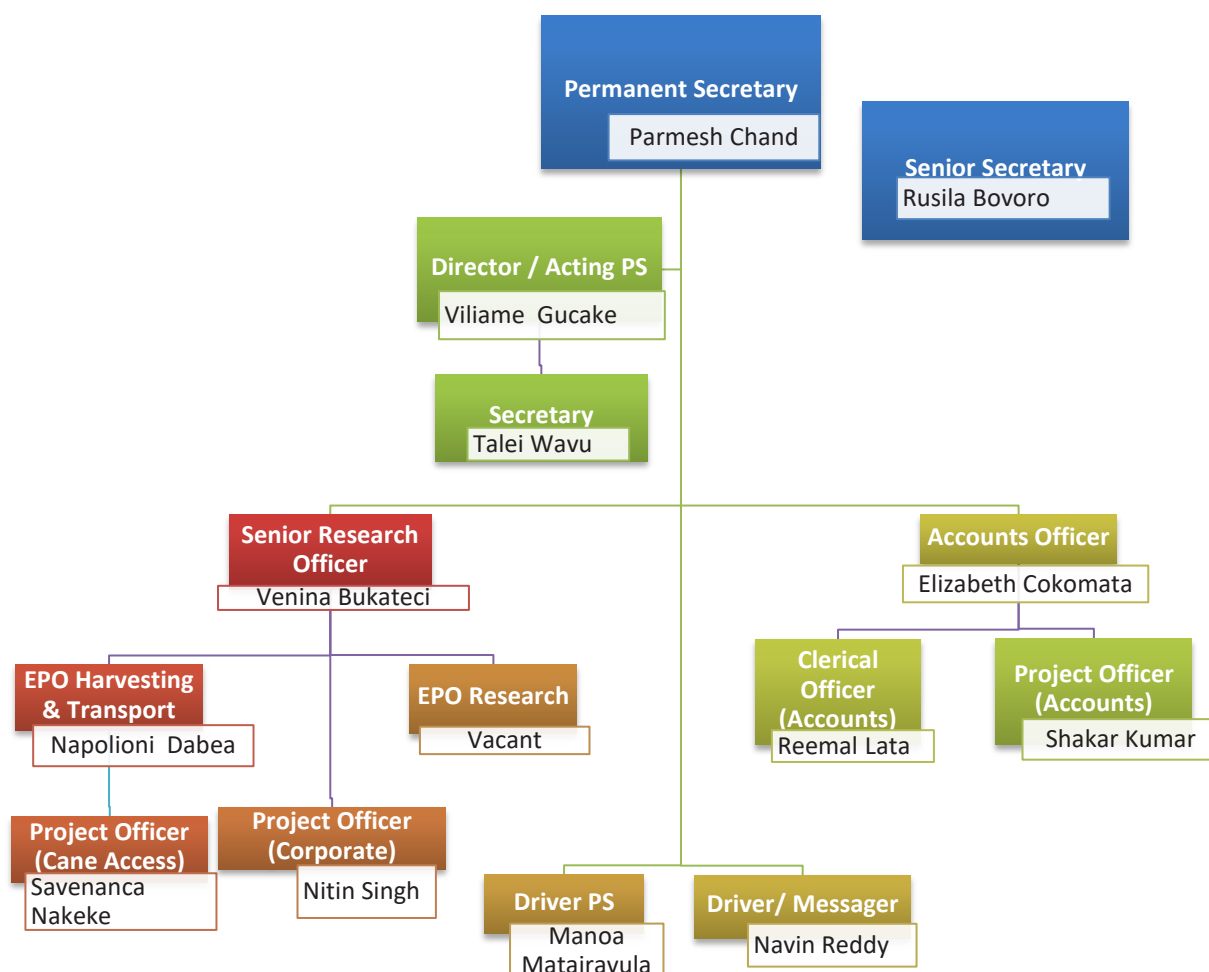 Permanent Secretary
Parmesh Chand
Senior Secretary
Rusila Bovoro
Director / Acting PS
Viliame Gucake
Secretary
Talei Wavu
Senior Research
Officer
Venina Bukateci
Accounts Officer
Elizabeth Cokomata
EPO Harvesting
& Transport
Napolioni Dabea
EPO Research
Vacant
Clerical
Officer
(Accounts)
Reemal Lata
Project Officer
(Accounts)
Shakar Kumar
Project Officer
(Cane Access)
Savenanca
Nakeke
Project Officer
(Corporate)
Nitin Singh
Driver PS
Manoa
Matairavula
Driver/ Messager
Navin Reddy